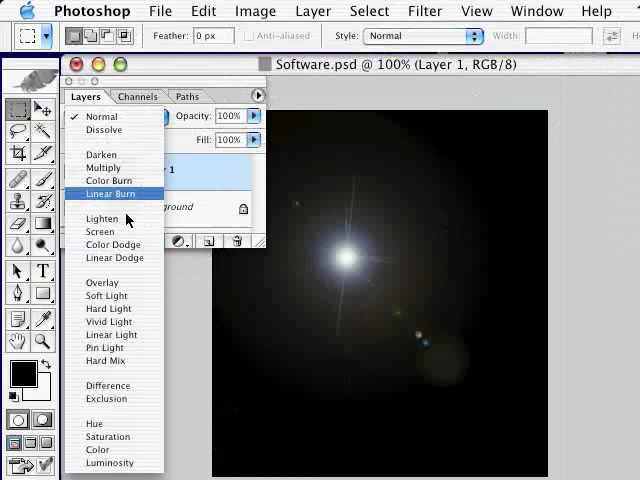 Photoshop File Edit Image Layer Select Filter View Window Help
Feather: 0 px Anti-aliased Style: Normal Width:
Software.psd @ 100% (Layer 1, RGB/8)
Layers Channels Paths
Normal Opacity: 100%
Dissolve
Fill: 100%
Darken
Multiply
Color Burn
Linear Burn
Lighten
Screen
Color Dodge
Linear Dodge
Overlay
Soft Light
Hard Light
Vivid Light
Linear Light
Pin Light
Hard Mix
Difference
Exclusion
Hue
Saturation
Color
Luminosity
r 1
ground
T